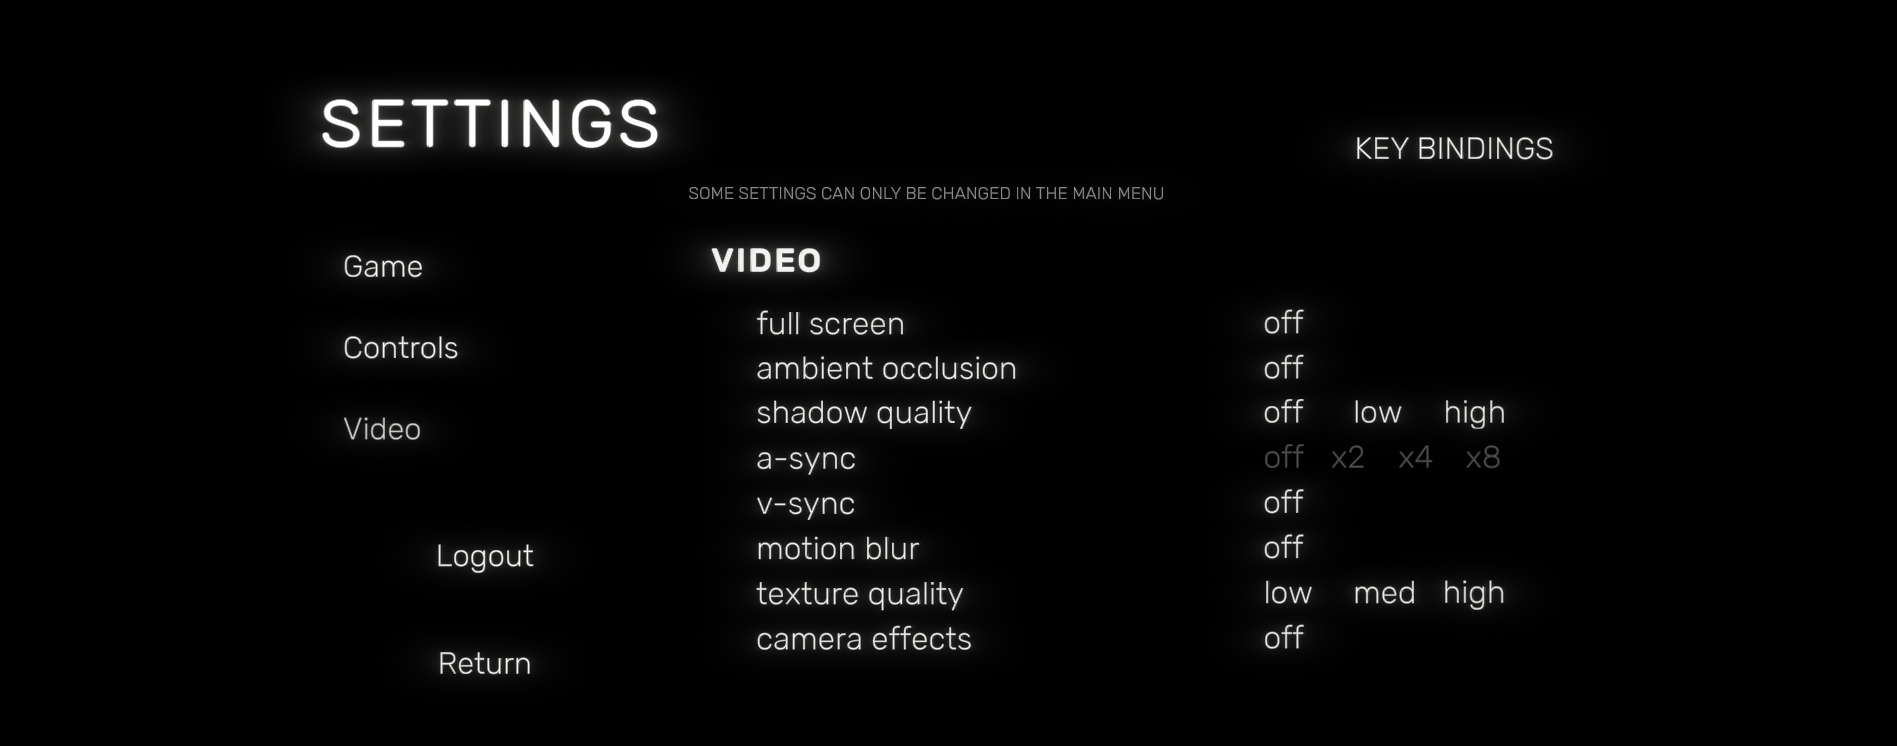 SETTINGS
KEY BINDINGS
SOME SETTINGS CAN ONLY BE CHANGED IN THE MAIN MENU
Game
Controls
Video
Logout
Return
VIDEO
full screen off
ambient occlusion off
shadow quality off low high
a-sync off x2 x4 x8
v-sync off
motion blur off
texture quality low med high
camera effects off